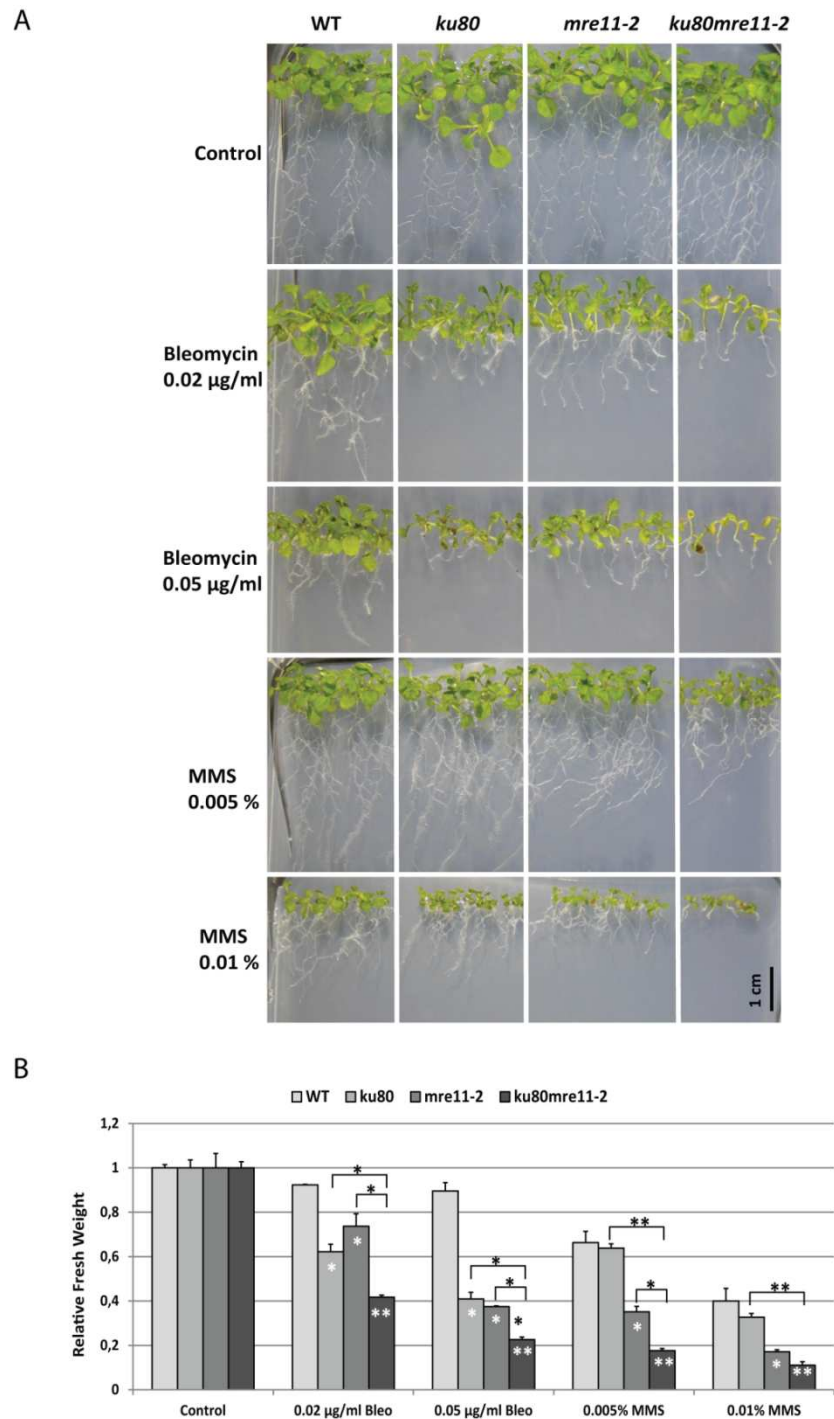 A
WT ku80 mre11-2 ku80mre11-2
Control
Bleomycin
0.02 µg/ml
Bleomycin
0.05 µg/ml
MMS
0.005 %
MMS
0.01 %
1 cm
B
WT ku80 mre11-2 ku80mre11-2
Relative Fresh Weight
1,2
1
0,8
0,6
0,4
0,2
0
* * * * **
* * * * * **
** * * **
** * **
Control 0.02 µg/ml Bleo 0.05 µg/ml Bleo 0.005% MMS 0.01% MMS